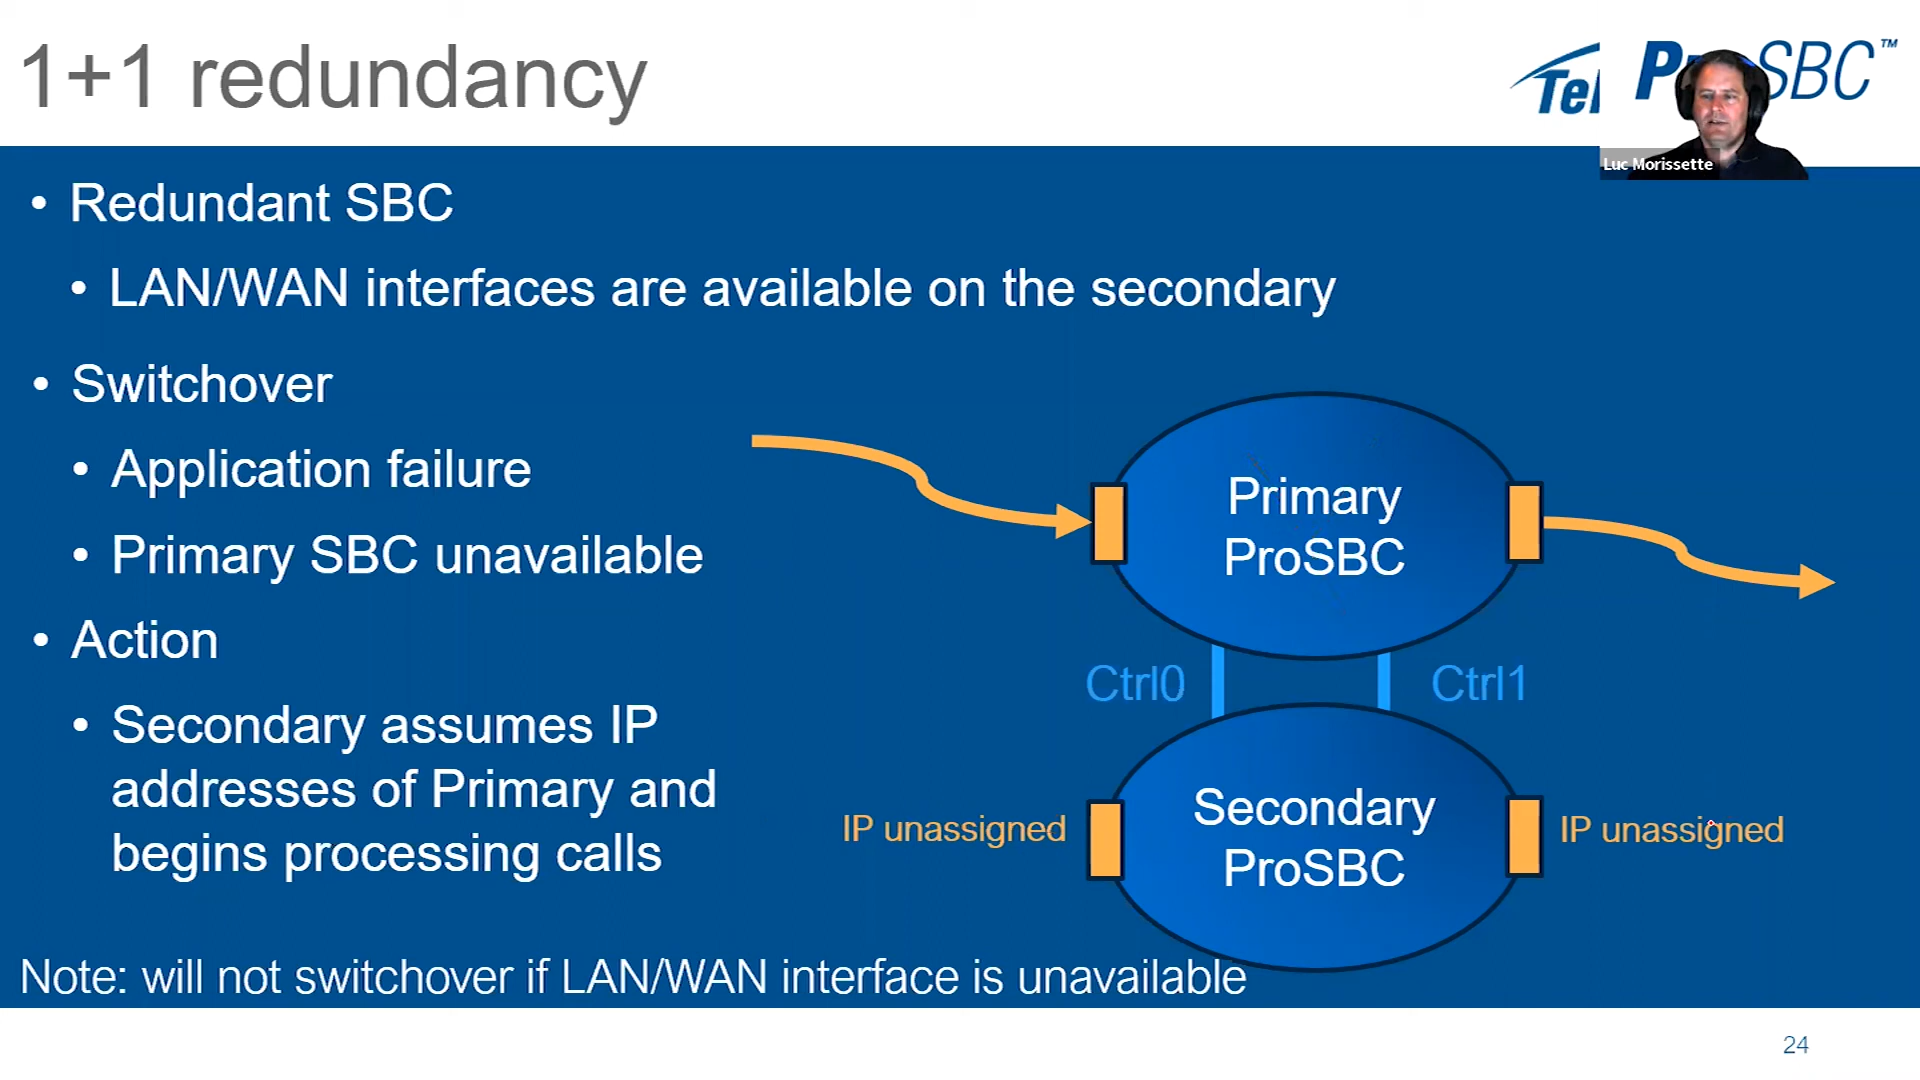 1+1 redundancy
Tel
SBC™
Luc Morissette
• Redundant SBC
• LAN/WAN interfaces are available on the secondary
• Switchover
• Application failure
• Primary SBC unavailable
• Action
• Secondary assumes IP
addresses of Primary and
begins processing calls
Primary
ProSBC
Ctrl0
Ctrl1
IP unassigned
Secondary
ProSBC
IP unassigned
Note: will not switchover if LAN/WAN interface is unavailable
24